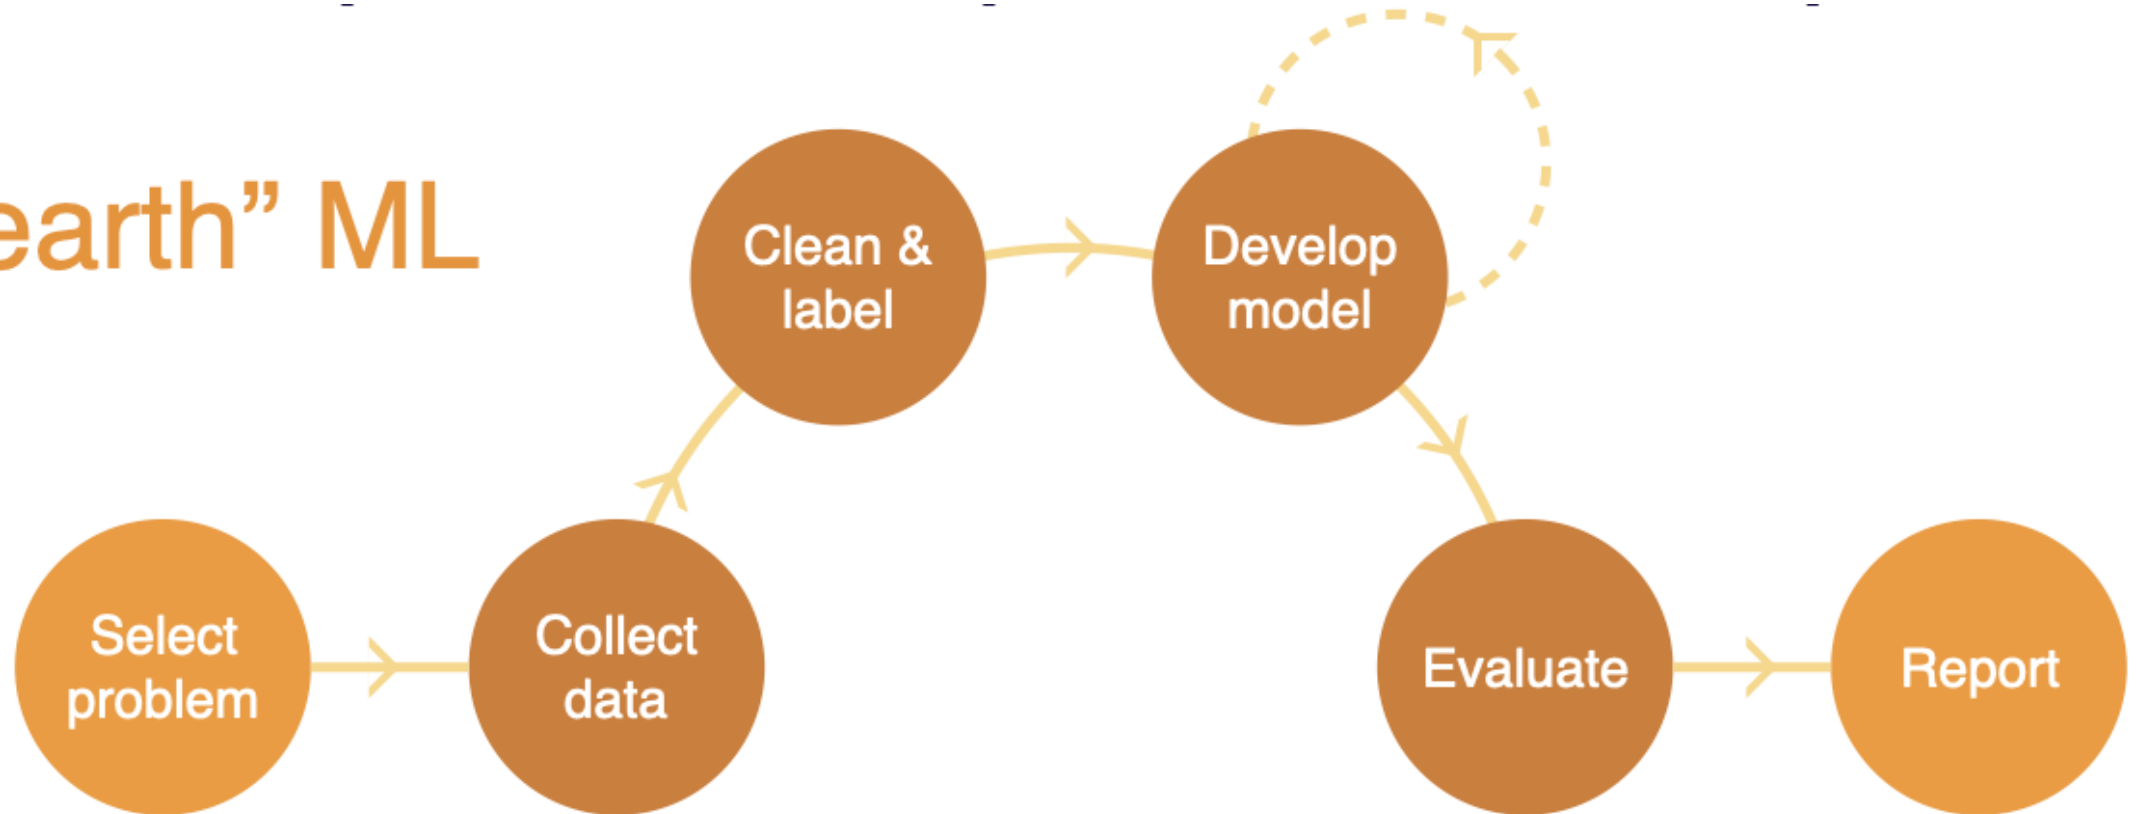 earth” ML
Clean &
label
Develop
model
Select
problem
Collect
data
Evaluate
Report